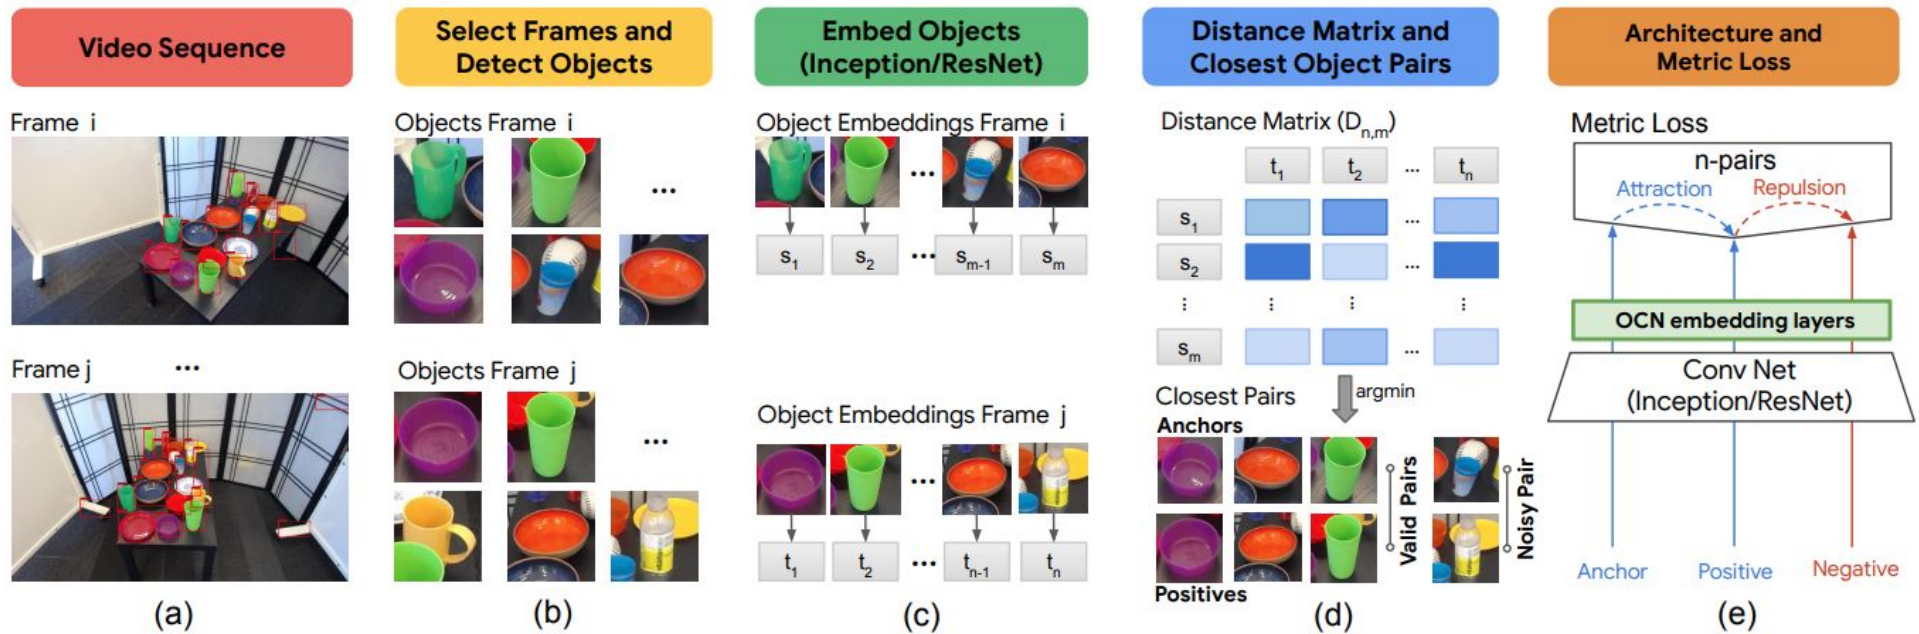 Video Sequence
Frame i
Frame j
...
(a)
Select Frames and
Detect Objects
Objects Frame i
...
Objects Frame j
...
(b)
Embed Objects
(Inception/ResNet)
Object Embeddings Frame i
...
s1 s2 ... sm-1 sm
Object Embeddings Frame j
...
t1 t2 ... tn-1 tn
(c)
Distance Matrix and
Closest Object Pairs
Distance Matrix (Dn,m)
t1 t2 ... tn
s1 ...
s2 ...
⋮ ⋮ ⋮ ⋮
sm ...
argmin
Closest Pairs
Anchors
Valid Pairs
Noisy Pair
Positives
(d)
Architecture and
Metric Loss
Metric Loss
n-pairs
Attraction Repulsion
OCN embedding layers
Conv Net
(Inception/ResNet)
Anchor Positive Negative
(e)